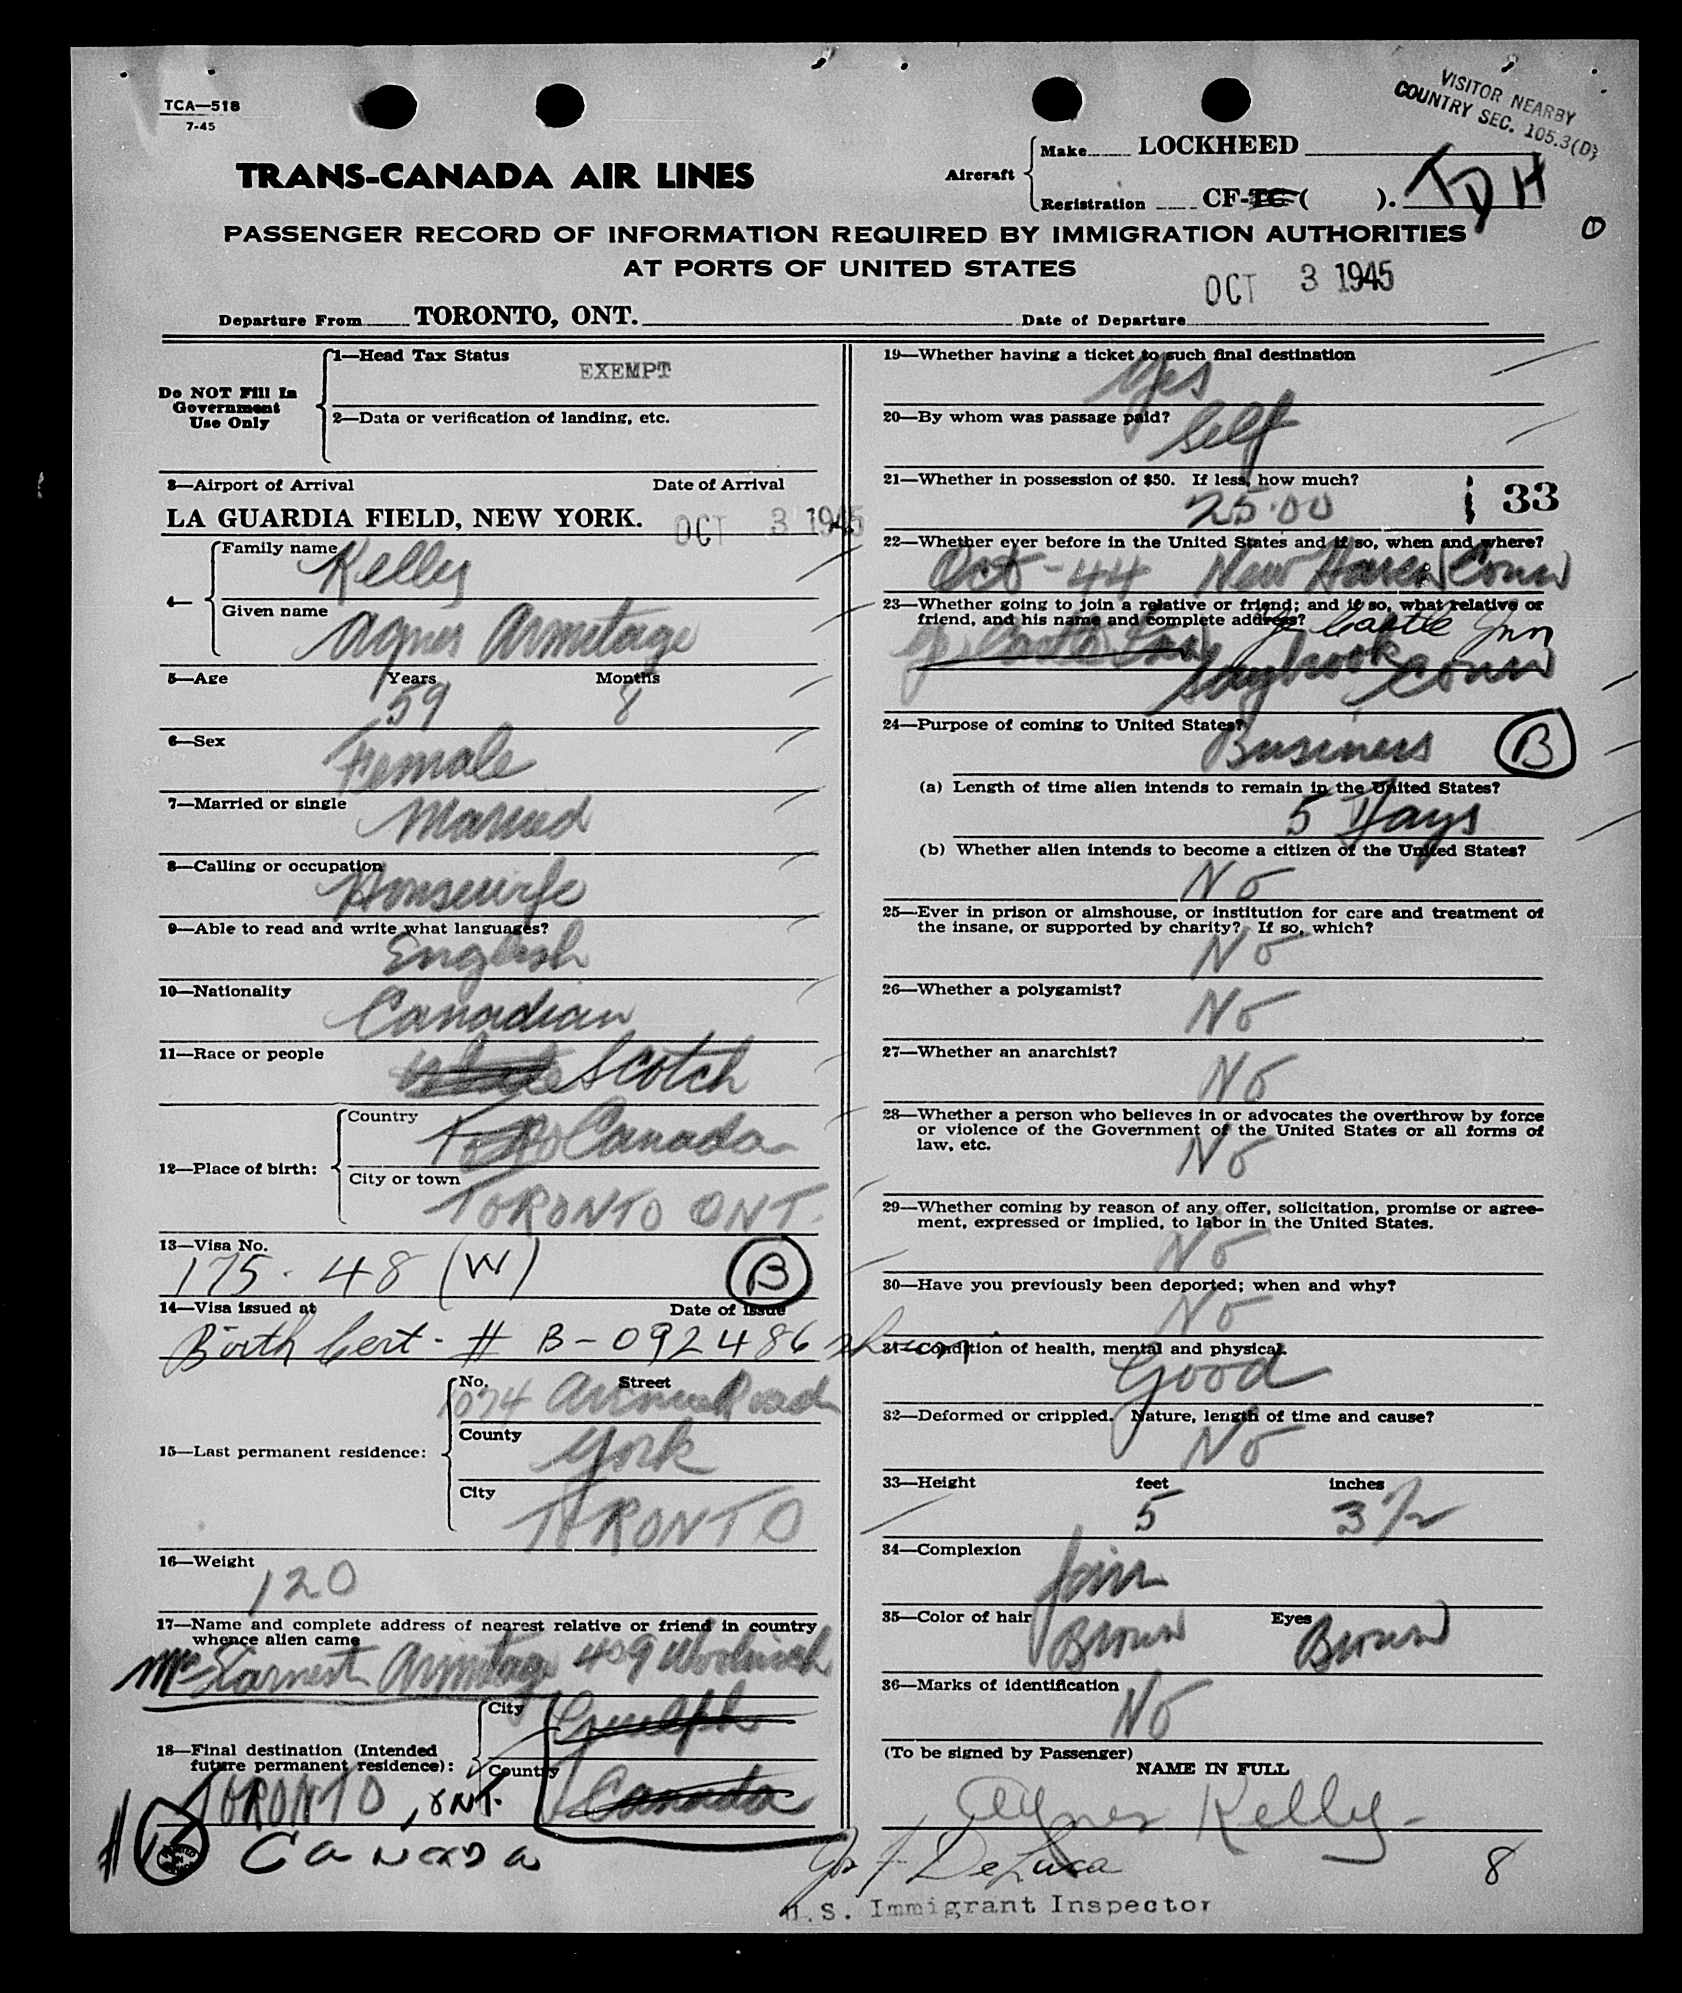 TCA—518
7-45
VISITOR NEARBY
COUNTRY SEC. 105.3(D)
TRANS-CANADA AIR LINES
Aircraft
Make LOCKHEED
Registration CF-TC ( ). TDH
PASSENGER RECORD OF INFORMATION REQUIRED BY IMMIGRATION AUTHORITIES
AT PORTS OF UNITED STATES
OCT 3 1945
Departure From TORONTO, ONT. Date of Departure
Do NOT Fill In
Government
Use Only
1—Head Tax Status
EXEMPT
2—Data or verification of landing, etc.
3—Airport of Arrival Date of Arrival
LA GUARDIA FIELD, NEW YORK. OCT 3 1945
4—
Family name Kelly
Given name Agnes Armitage
5—Age Years Months
59 8
6—Sex
Female
7—Married or single
Married
8—Calling or occupation
Housewife
9—Able to read and write what languages?
English
10—Nationality
Canadian
11—Race or people
White Scotch
12—Place of birth:
Country
Canada
City or town
TORONTO ONT.
13—Visa No.
175-48 (W) B
14—Visa issued at Date of issue
Birth Cert- # B-092486 shown
15—Last permanent residence:
No. Street
1074 Avenue Road
County
York
City
TORONTO
16—Weight
120
17—Name and complete address of nearest relative or friend in country
whence alien came
Mr Earnest Armitage 409 Woolwich
18—Final destination (Intended
future permanent residence):
City
Guelph
Country
Canada
TORONTO, ONT.
CANADA
19—Whether having a ticket to such final destination
Yes
20—By whom was passage paid?
Self
21—Whether in possession of $50. If less, how much?
25.00 33
22—Whether ever before in the United States and if so, when and where?
Oct-44 New Haven Conn
23—Whether going to join a relative or friend; and if so, what relative or
friend, and his name and complete address?
Castle Inn
Saybrook Conn
24—Purpose of coming to United States?
Business B
(a) Length of time alien intends to remain in the United States?
5 Days
(b) Whether alien intends to become a citizen of the United States?
No
25—Ever in prison or almshouse, or institution for care and treatment of
the insane, or supported by charity? If so, which?
No
26—Whether a polygamist?
No
27—Whether an anarchist?
No
28—Whether a person who believes in or advocates the overthrow by force
or violence of the Government of the United States or all forms of
law, etc.
No
29—Whether coming by reason of any offer, solicitation, promise or agree-
ment, expressed or implied, to labor in the United States.
No
30—Have you previously been deported; when and why?
No
31—Condition of health, mental and physical.
Good
32—Deformed or crippled. Nature, length of time and cause?
No
33—Height feet inches
5 3 1/2
34—Complexion
fair
35—Color of hair Eyes
Brown Brown
36—Marks of identification
No
(To be signed by Passenger)
NAME IN FULL
Agnes Kelly
DeLuca
8
U.S. Immigrant Inspector